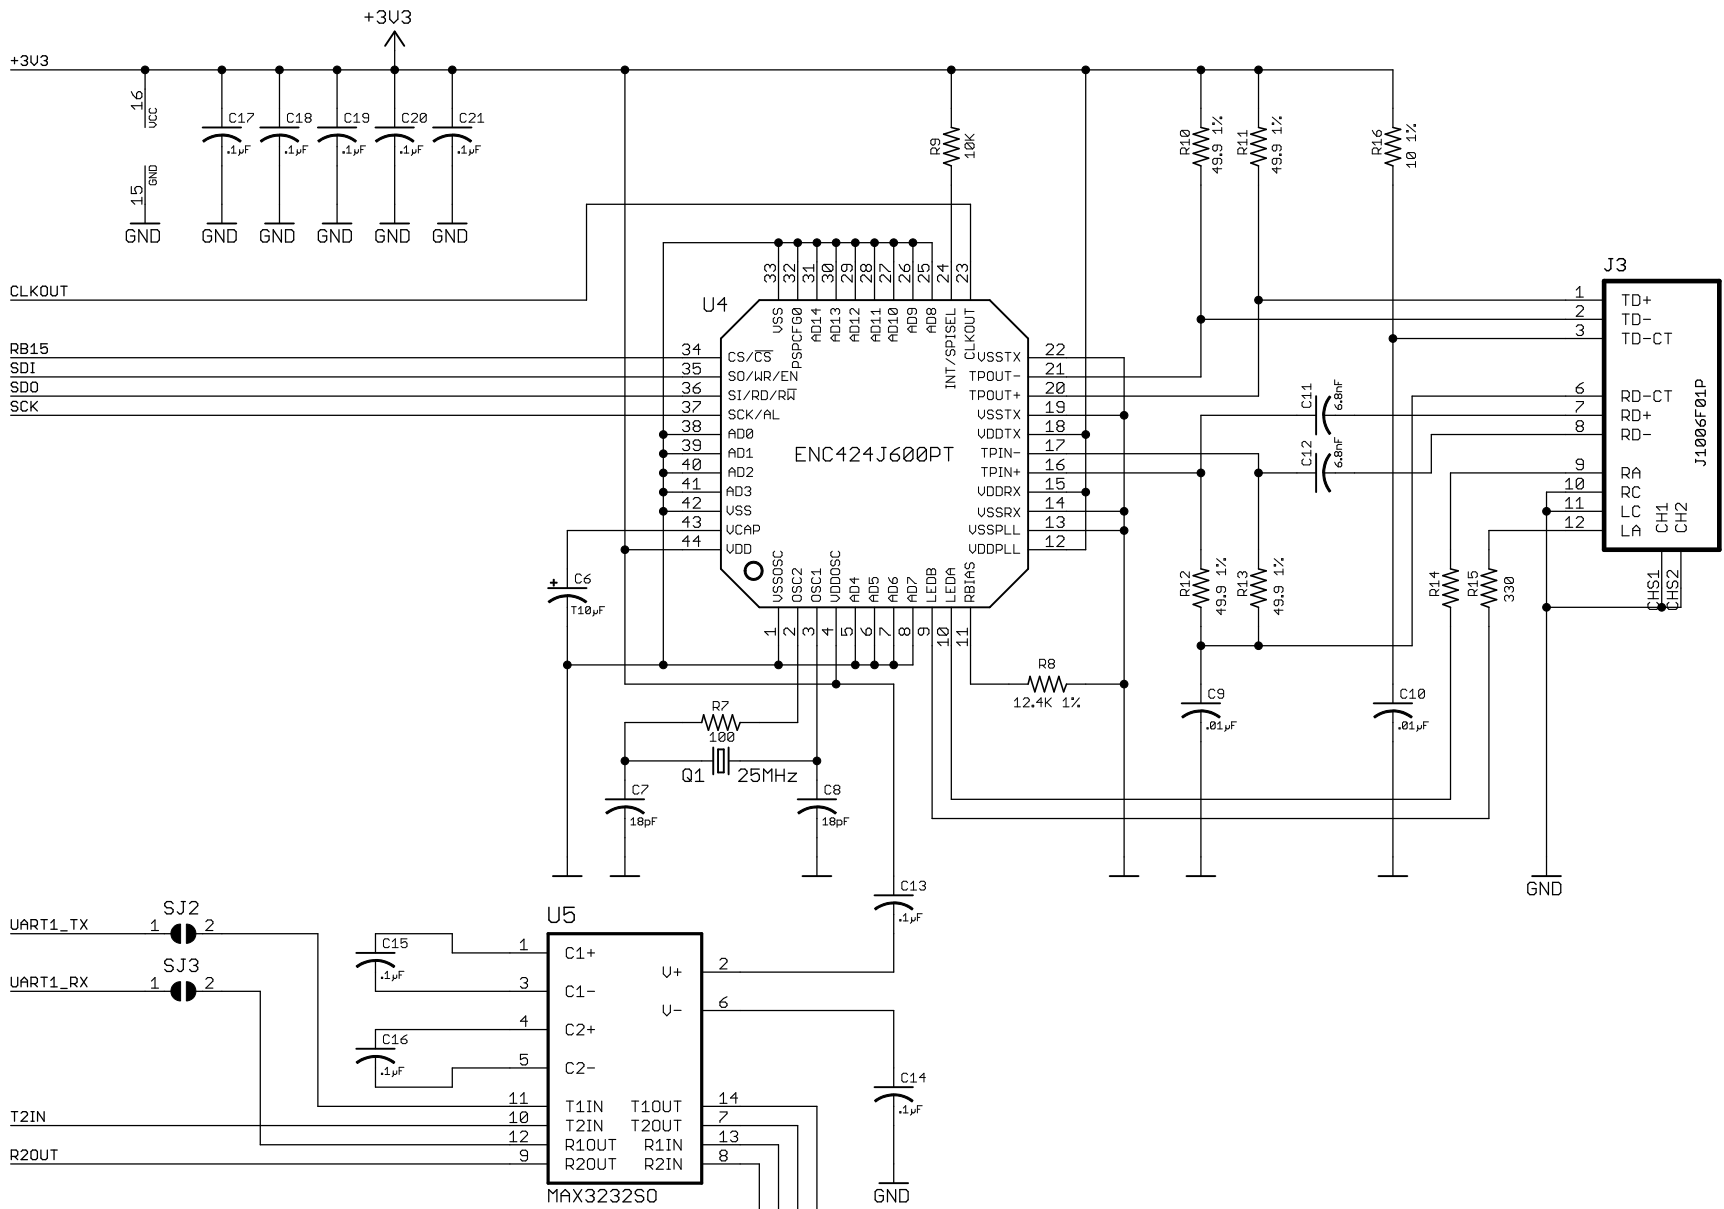 +3V3
+3V3
16
VCC
GND
15
GND
C17
.1µF
GND
C18
.1µF
GND
C19
.1µF
GND
C20
.1µF
GND
C21
.1µF
GND
R9
10K
R10
49.9 1%
R11
49.9 1%
R16
10 1%
CLKOUT
RB15
SDI
SDO
SCK
U4
33 32 31 30 29 28 27 26 25 24 23
VSS
PSPCFG0
AD14
AD13
AD12
AD11
AD10
AD9
AD8
INT/SPISEL
CLKOUT
34 CS/CS
35 SO/WR/EN
36 SI/RD/RW
37 SCK/AL
38 AD0
39 AD1
40 AD2
41 AD3
42 VSS
43 VCAP
44 VDD
ENC424J600PT
VSSTX 22
TPOUT- 21
TPOUT+ 20
VSSTX 19
VDDTX 18
TPIN- 17
TPIN+ 16
VDDRX 15
VSSRX 14
VSSPLL 13
VDDPLL 12
VSSOSC
OSC2
OSC1
VDDOSC
AD4
AD5
AD6
AD7
LEDB
LEDA
RBIAS
1 2 3 4 5 6 7 8 9 10 11
C6
+
T10µF
R7
100
Q1 25MHz
C7
18pF
C8
18pF
R8
12.4K 1%
C11
6.8nF
C12
6.8nF
R12
49.9 1%
R13
49.9 1%
C9
.01µF
C10
.01µF
R14
R15
330
J3
1 TD+
2 TD-
3 TD-CT
6 RD-CT
7 RD+
8 RD-
9 RA
10 RC
11 LC
12 LA
CH1
CH2
J1006F01P
CHS1
CHS2
GND
UART1_TX
SJ2
1 2
UART1_RX
SJ3
1 2
T2IN
R2OUT
C15
.1µF
C16
.1µF
U5
1 C1+
3 C1-
4 C2+
5 C2-
11 T1IN
10 T2IN
12 R1OUT
9 R2OUT
V+ 2
V- 6
T1OUT 14
T2OUT 7
R1IN 13
R2IN 8
MAX3232SO
C13
.1µF
C14
.1µF
GND